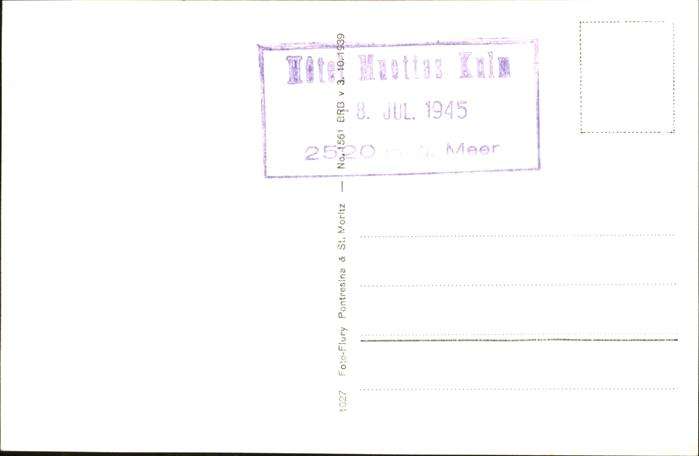 Hotel Muottas Kulm
8. JUL. 1945
2520 m. ü. Meer
1027 Foto-Flury Pontresina & St. Moritz — No. 1561 BRB v 3. 10. 1939